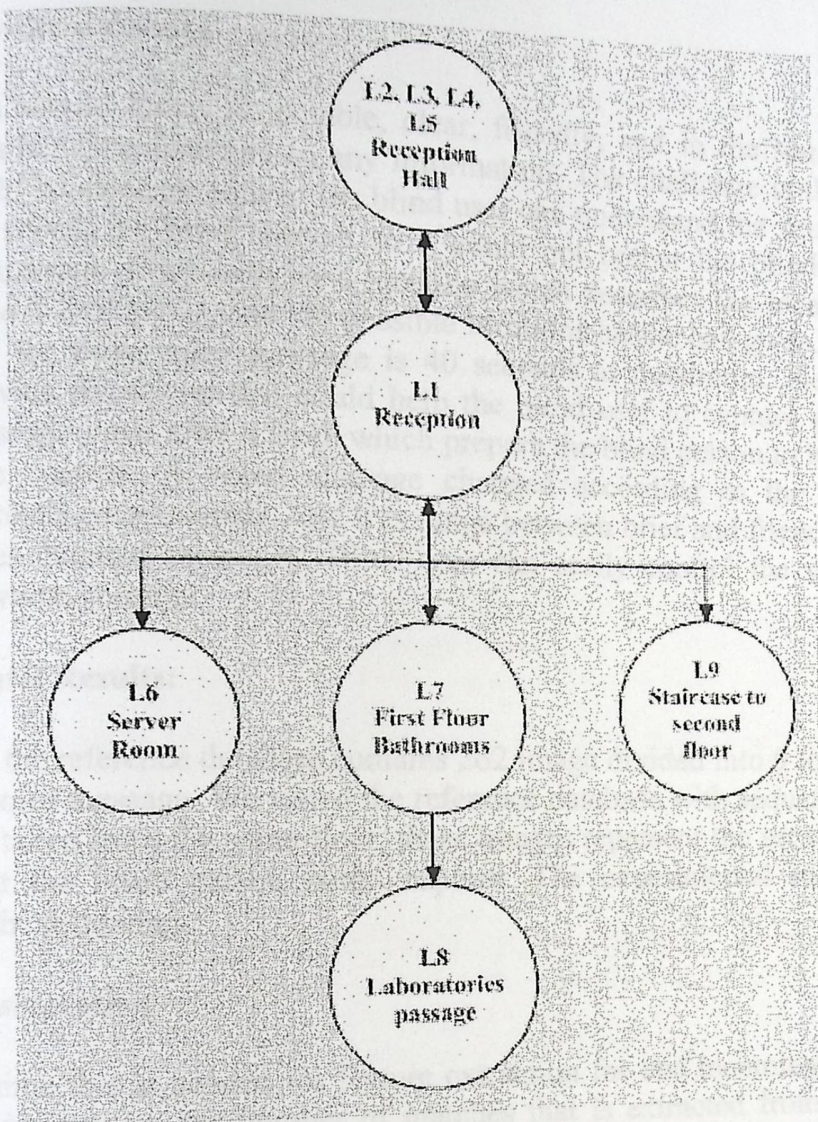 L2, L3, L4,
L5
Reception
Hall
L1
Reception
L6
Server
Room
L7
First Floor
Bathrooms
L9
Staircase to
second
floor
L8
Laboratories
passage